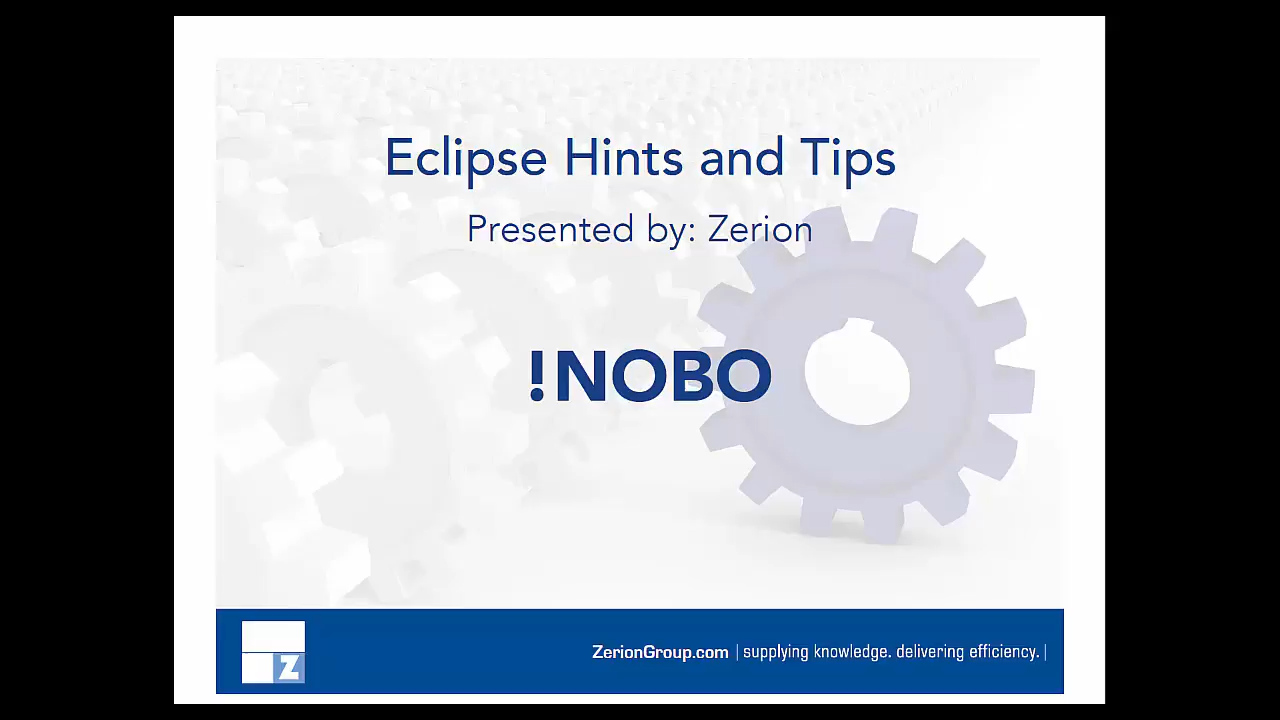 Eclipse Hints and Tips
Presented by: Zerion
!NOBO
Z
ZerionGroup.com | supplying knowledge. delivering efficiency. |